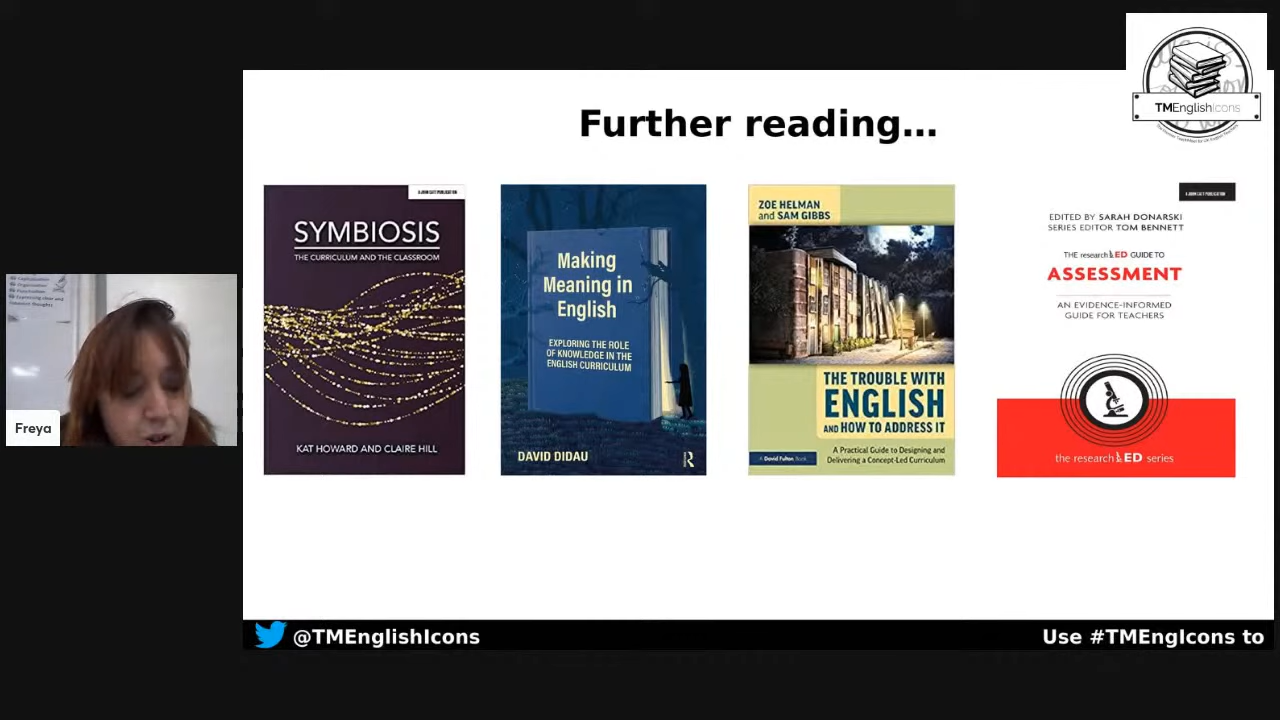 TMEnglishIcons
Further reading...
A JOHN CATT PUBLICATION
SYMBIOSIS
THE CURRICULUM AND THE CLASSROOM
KAT HOWARD AND CLAIRE HILL
Making
Meaning in
English
EXPLORING THE ROLE
OF KNOWLEDGE IN THE
ENGLISH CURRICULUM
DAVID DIDAU
R
ZOE HELMAN
and SAM GIBBS
THE TROUBLE WITH
ENGLISH
AND HOW TO ADDRESS IT
A Practical Guide to Designing and
Delivering a Concept-Led Curriculum
A David Fulton Book
A JOHN CATT PUBLICATION
EDITED BY SARAH DONARSKI
SERIES EDITOR TOM BENNETT
THE researchED GUIDE TO
ASSESSMENT
AN EVIDENCE-INFORMED
GUIDE FOR TEACHERS
the researchED series
Freya
@TMEnglishIcons
Use #TMEngIcons to